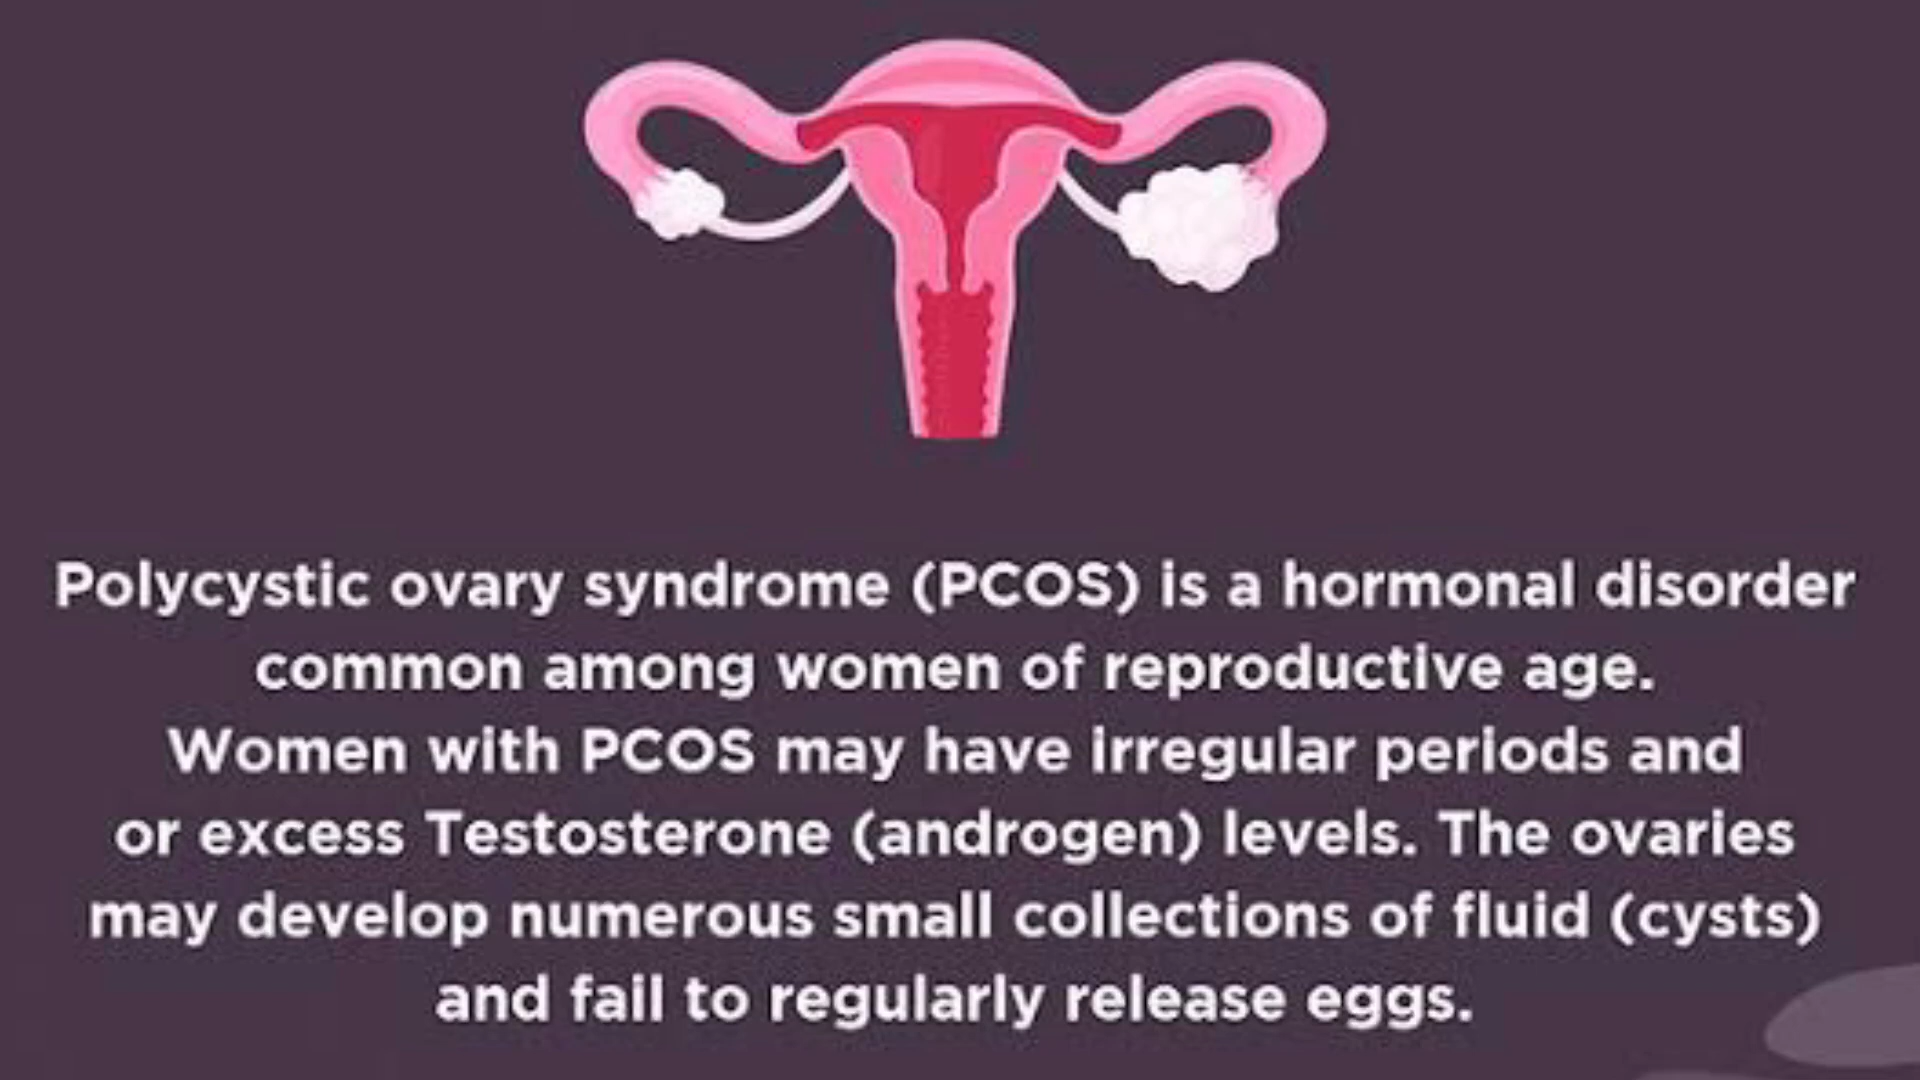 Polycystic ovary syndrome (PCOS) is a hormonal disorder
common among women of reproductive age.
Women with PCOS may have irregular periods and
or excess Testosterone (androgen) levels. The ovaries
may develop numerous small collections of fluid (cysts)
and fail to regularly release eggs.